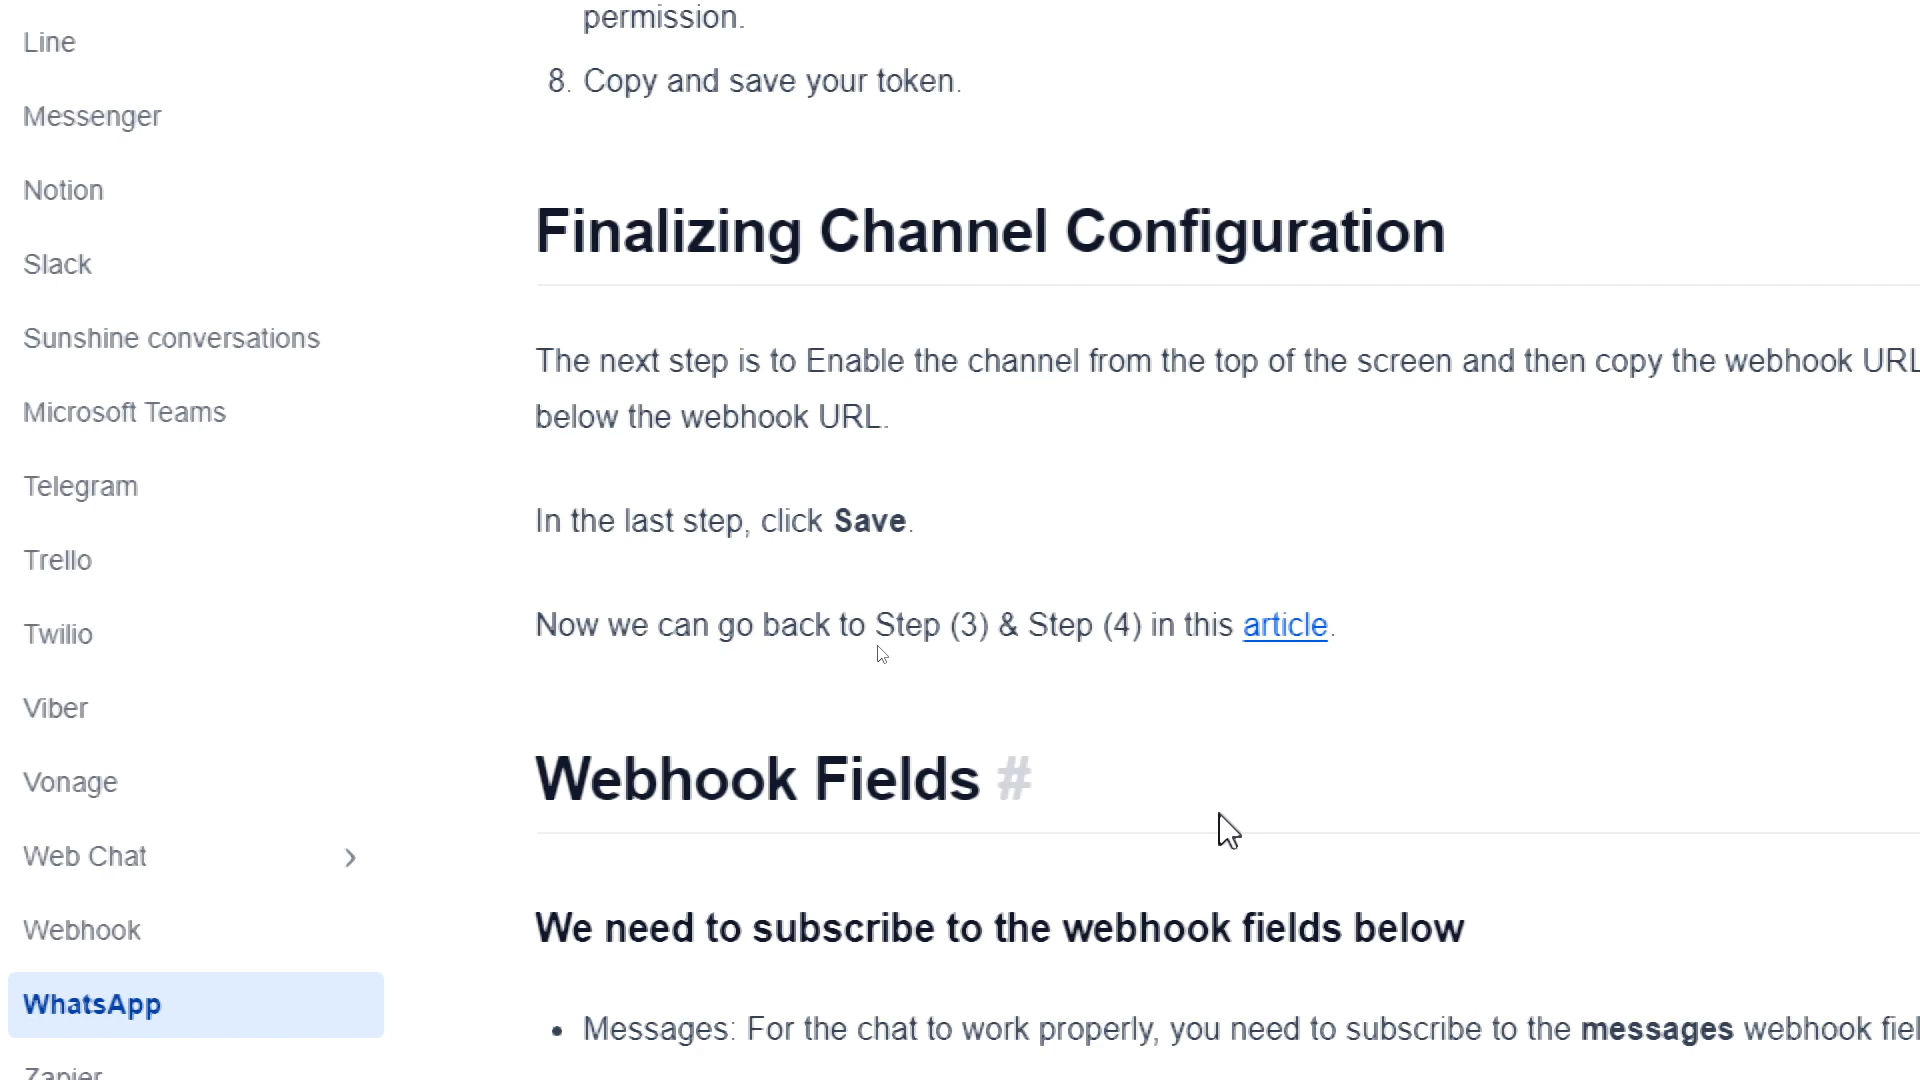 Line
Messenger
Notion
Slack
Sunshine conversations
Microsoft Teams
Telegram
Trello
Twilio
Viber
Vonage
Web Chat
Webhook
WhatsApp
Zapier
permission.
8. Copy and save your token.
Finalizing Channel Configuration
The next step is to Enable the channel from the top of the screen and then copy the webhook URL
below the webhook URL.
In the last step, click Save.
Now we can go back to Step (3) & Step (4) in this article.
Webhook Fields #
We need to subscribe to the webhook fields below
• Messages: For the chat to work properly, you need to subscribe to the messages webhook